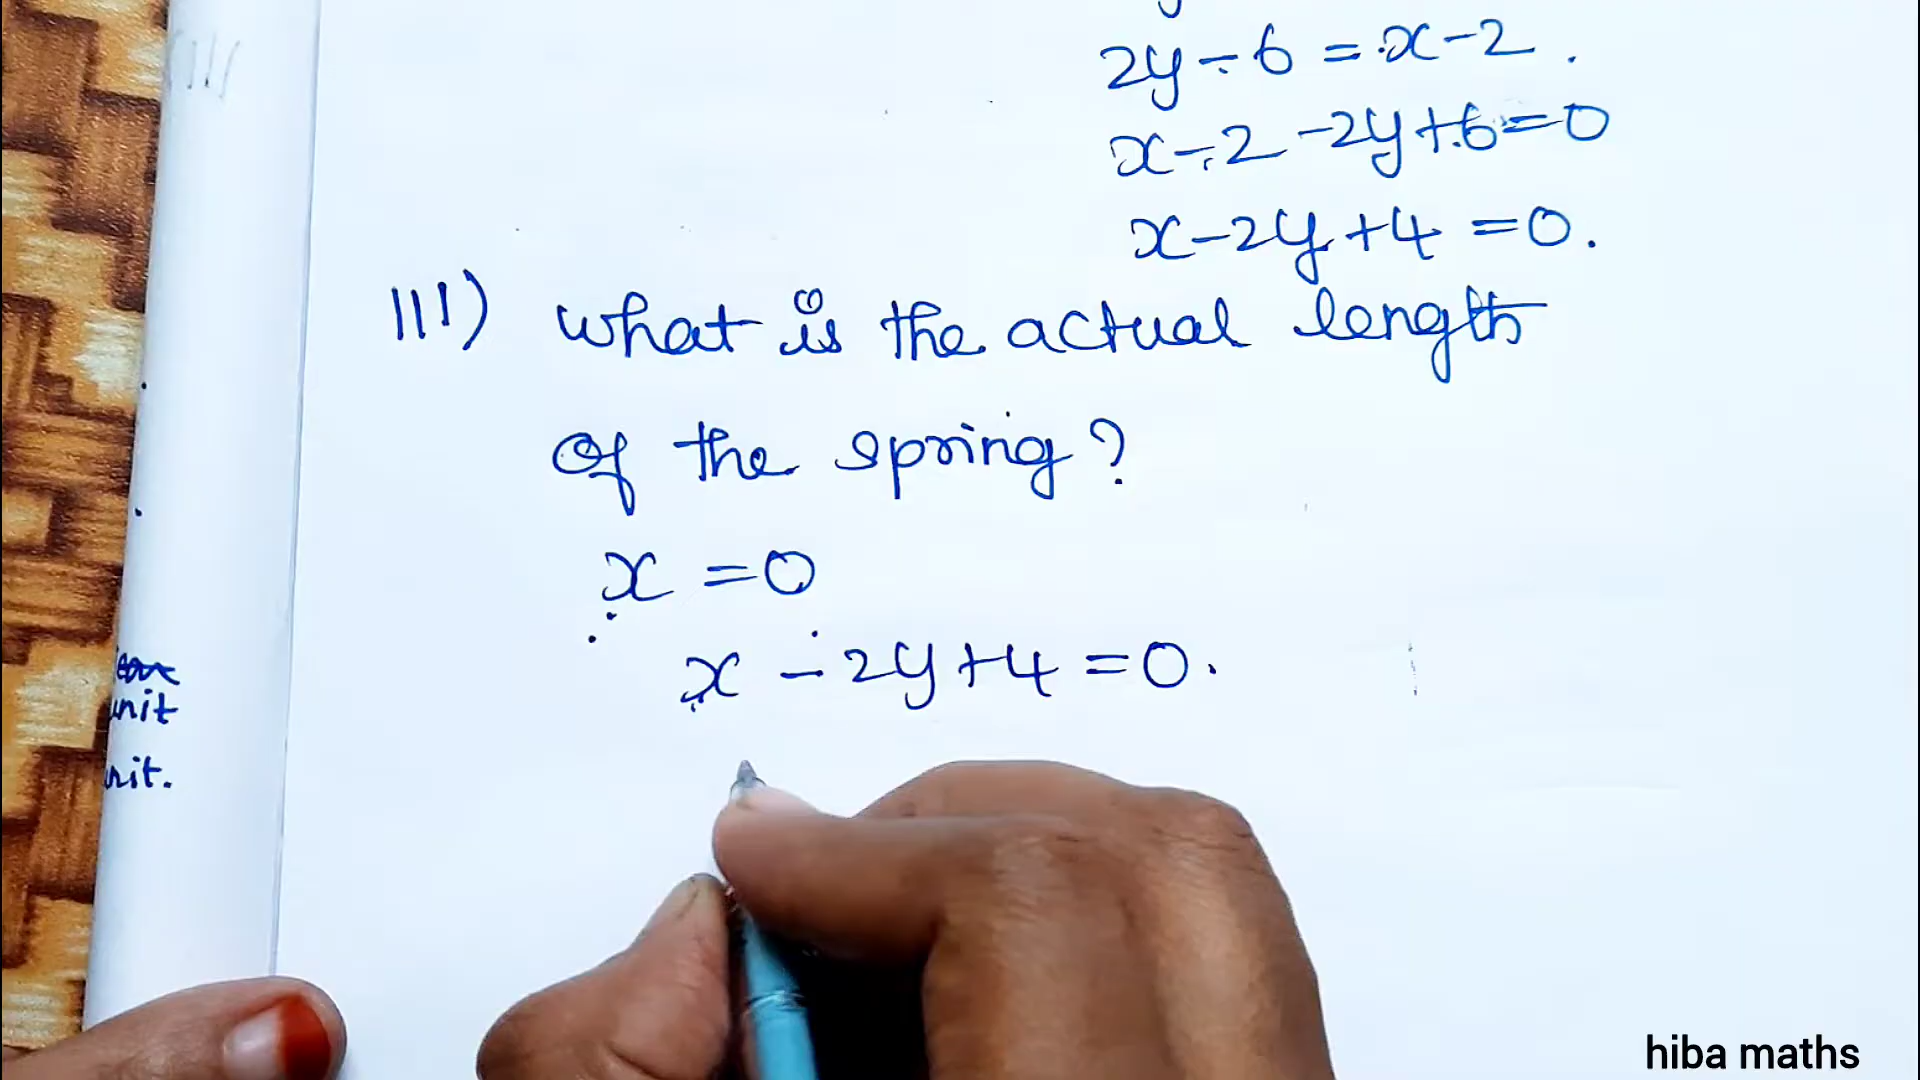 2y-6 = x-2.
x-2-2y+6=0
x-2y+4=0.
III) what is the actual length
of the spring?
x=0
x-2y+4=0.
unit
unit.
hiba maths